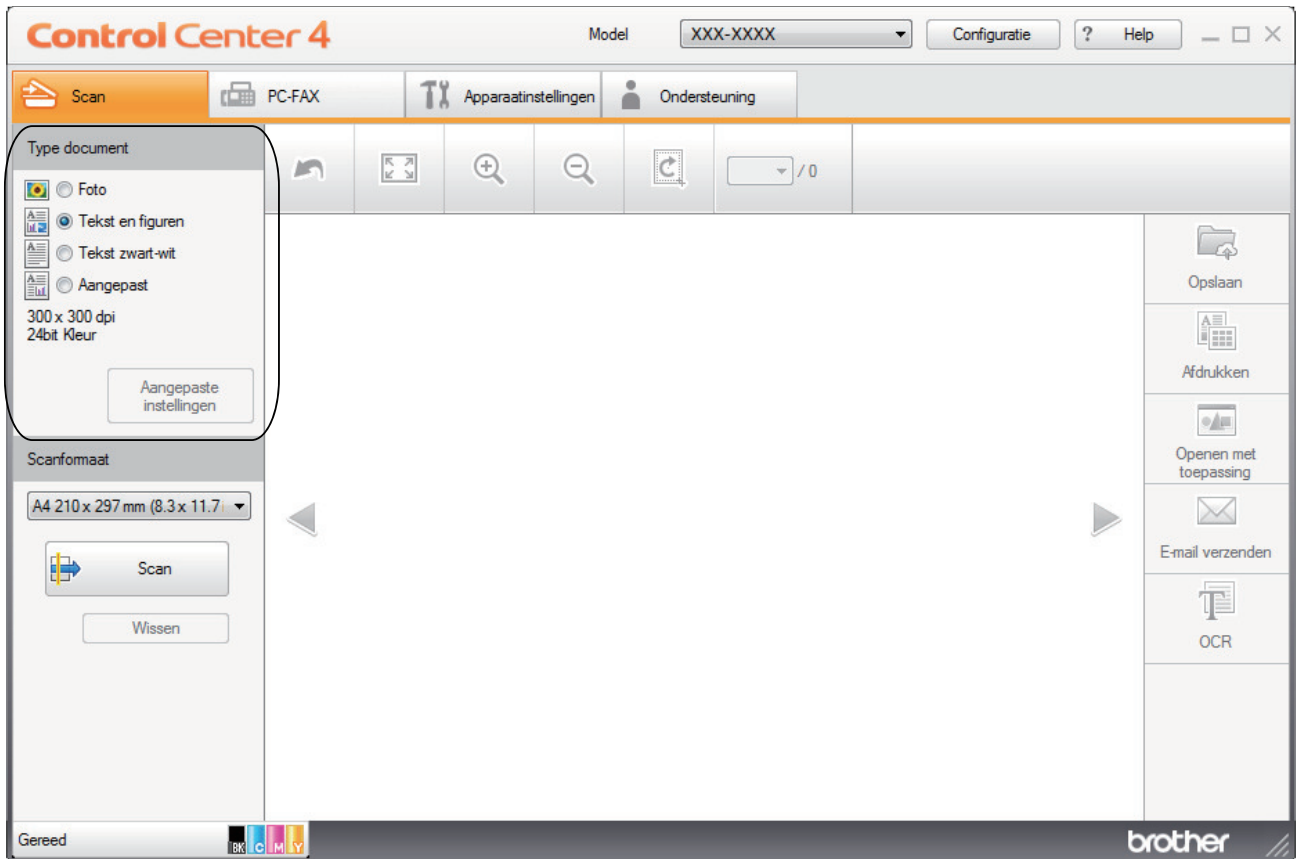 Control Center 4
Model XXX-XXXX Configuratie ? Help
Scan PC-FAX Apparaatinstellingen Ondersteuning
Type document
Foto
Tekst en figuren
Tekst zwart-wit
Aangepast
300 x 300 dpi
24bit Kleur
Aangepaste
instellingen
/ 0
Scanformaat
A4 210 x 297 mm (8.3 x 11.7
Scan
Wissen
Opslaan
Afdrukken
Openen met
toepassing
E-mail verzenden
OCR
Gereed BK C M Y
brother